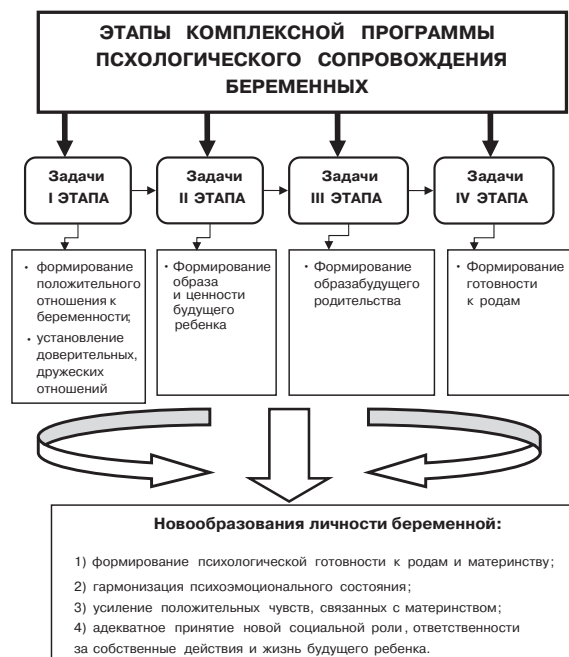 ЭТАПЫ КОМПЛЕКСНОЙ ПРОГРАММЫ
ПСХОЛОГИЧЕСКОГО СОПРОВОЖДЕНИЯ
БЕРЕМЕННЫХ
Задачи
I ЭТАПА
Задачи
II ЭТАПА
Задачи
III ЭТАПА
Задачи
IV ЭТАПА
· формирование
положительного
отношения к
беременности;
· установление
доверительных,
дружеских
отношений
· Формирование
образа
и ценности
будущего
ребенка
· Формирование
образабудущего
родительства
· Формирование
готовности
к родам
Новообразования личности беременной:
1) формирование психологической готовности к родам и материнству;
2) гармонизация психоэмоционального состояния;
3) усиление положительных чувств, связанных с материнством;
4) адекватное принятие новой социальной роли, ответственности
за собственные действия и жизнь будущего ребенка.